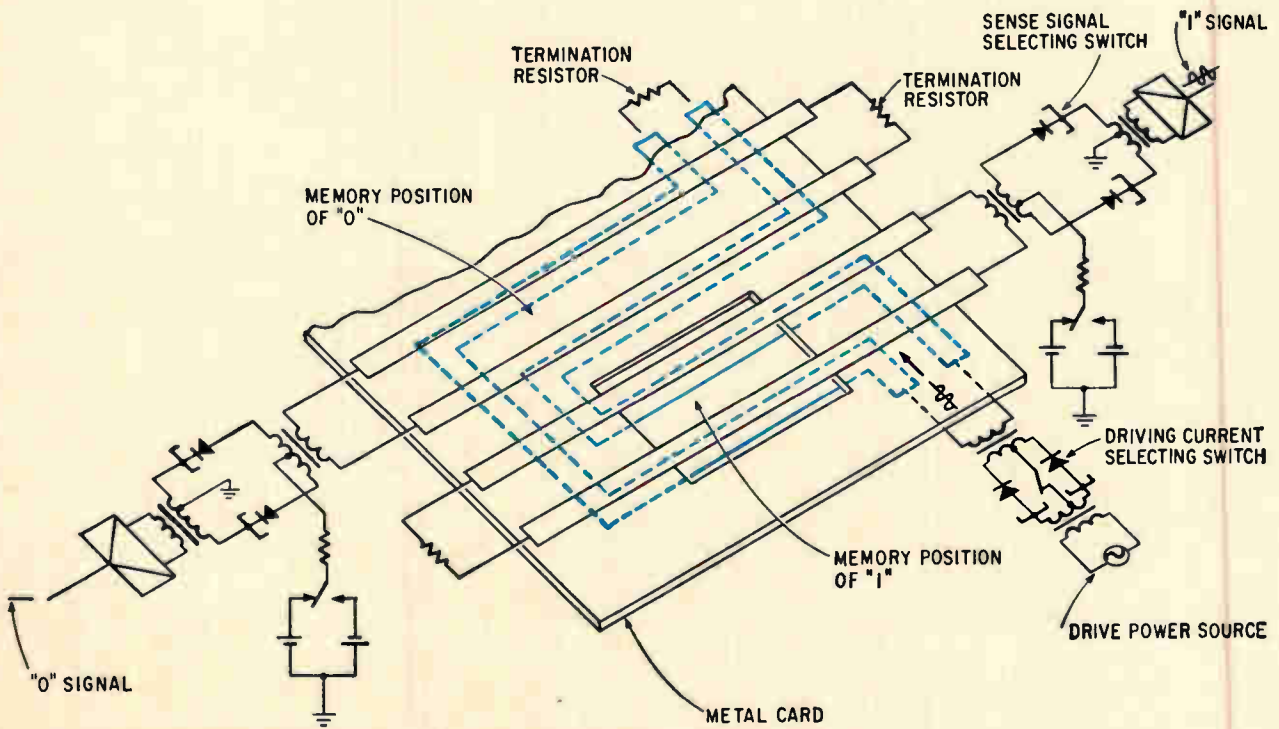 SENSE SIGNAL
SELECTING SWITCH
"1" SIGNAL
TERMINATION
RESISTOR
TERMINATION
RESISTOR
MEMORY POSITION
OF "0"
DRIVING CURRENT
SELECTING SWITCH
MEMORY POSITION
OF "1"
DRIVE POWER SOURCE
"0" SIGNAL
METAL CARD